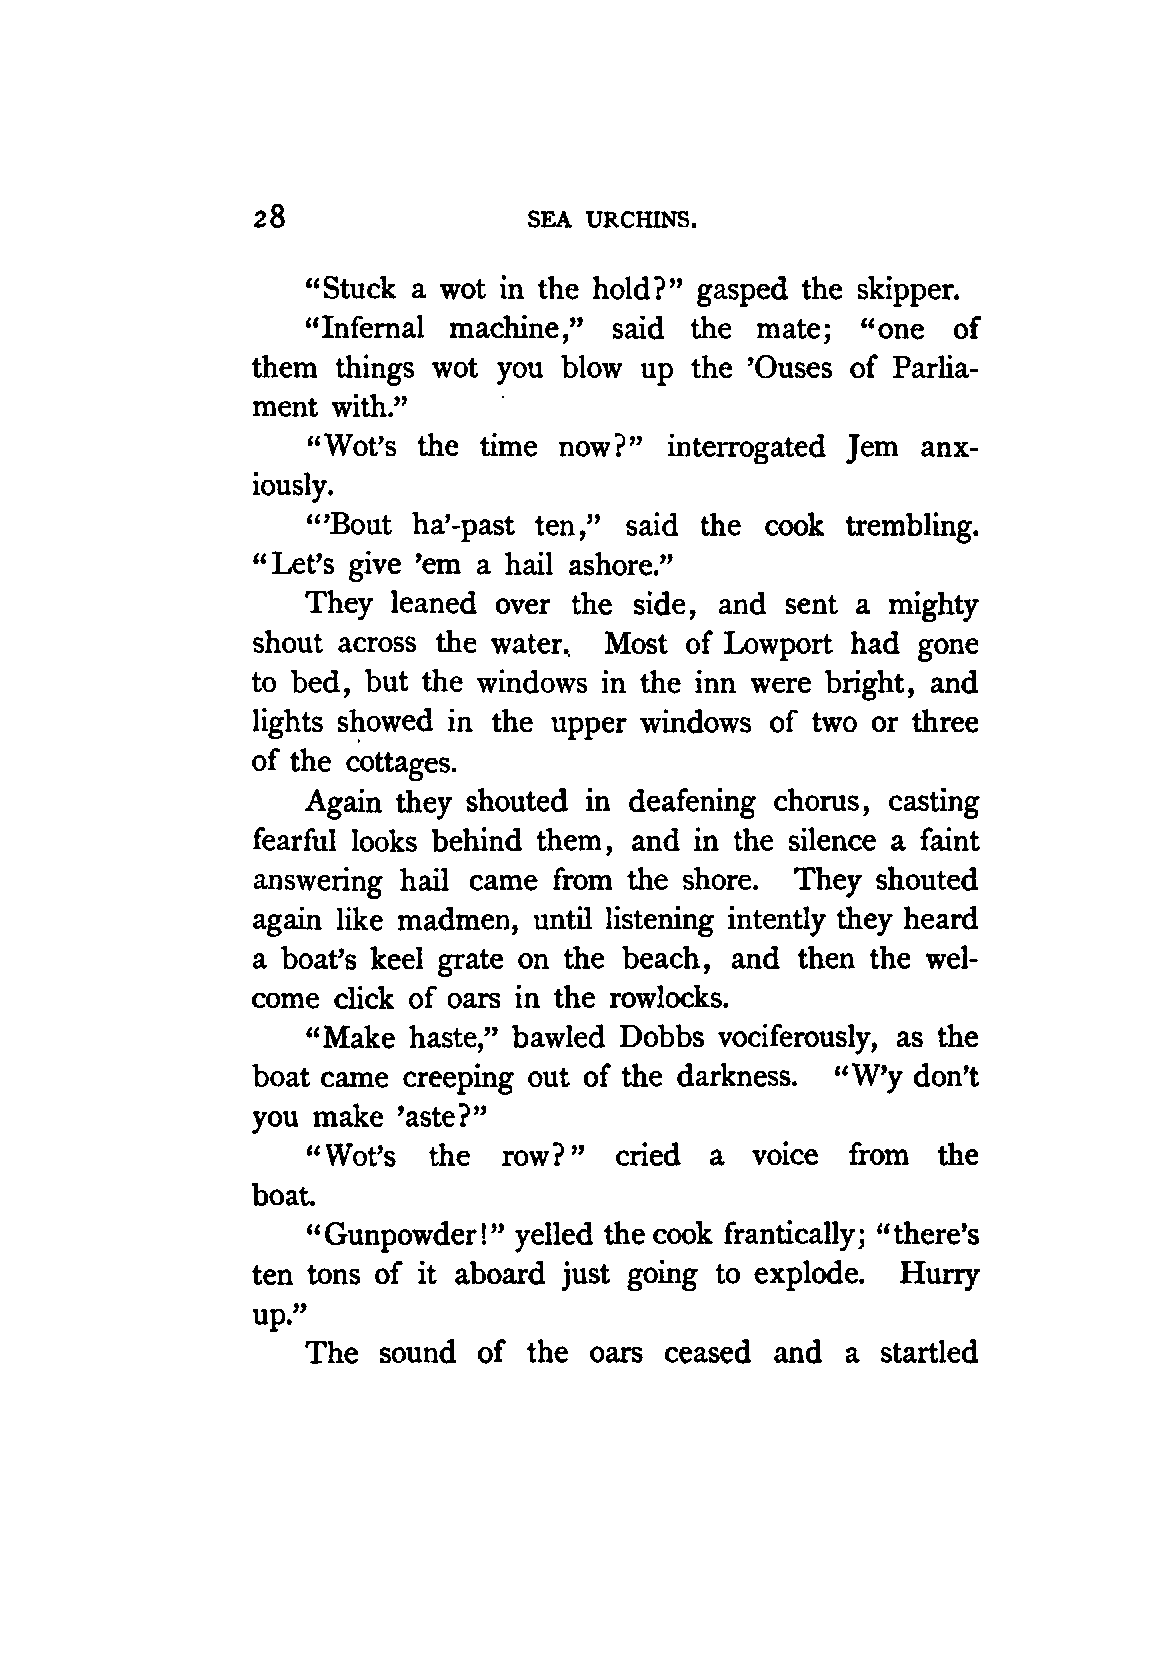 28 SEA URCHINS.
“Stuck a wot in the hold?” gasped the skipper.
“Infernal machine,” said the mate; “one of
them things wot you blow up the ’Ouses of Parlia-
ment with.”
“Wot’s the time now?” interrogated Jem anx-
iously.
“’Bout ha’-past ten,” said the cook trembling.
“Let’s give ’em a hail ashore.”
They leaned over the side, and sent a mighty
shout across the water. Most of Lowport had gone
to bed, but the windows in the inn were bright, and
lights showed in the upper windows of two or three
of the cottages.
Again they shouted in deafening chorus, casting
fearful looks behind them, and in the silence a faint
answering hail came from the shore. They shouted
again like madmen, until listening intently they heard
a boat’s keel grate on the beach, and then the wel-
come click of oars in the rowlocks.
“Make haste,” bawled Dobbs vociferously, as the
boat came creeping out of the darkness. “W’y don’t
you make ’aste?”
“Wot’s the row?” cried a voice from the
boat.
“Gunpowder!” yelled the cook frantically; “there’s
ten tons of it aboard just going to explode. Hurry
up.”
The sound of the oars ceased and a startled